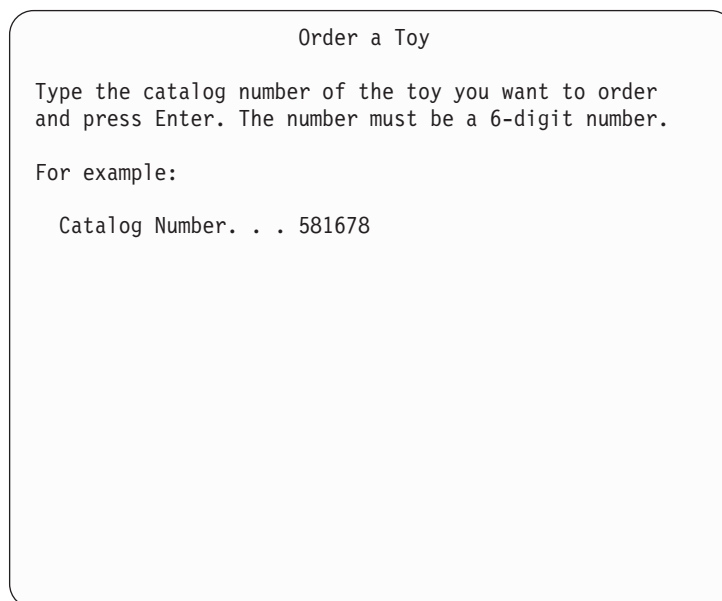 Order a Toy
Type the catalog number of the toy you want to order
and press Enter. The number must be a 6-digit number.
For example:
Catalog Number. . . 581678